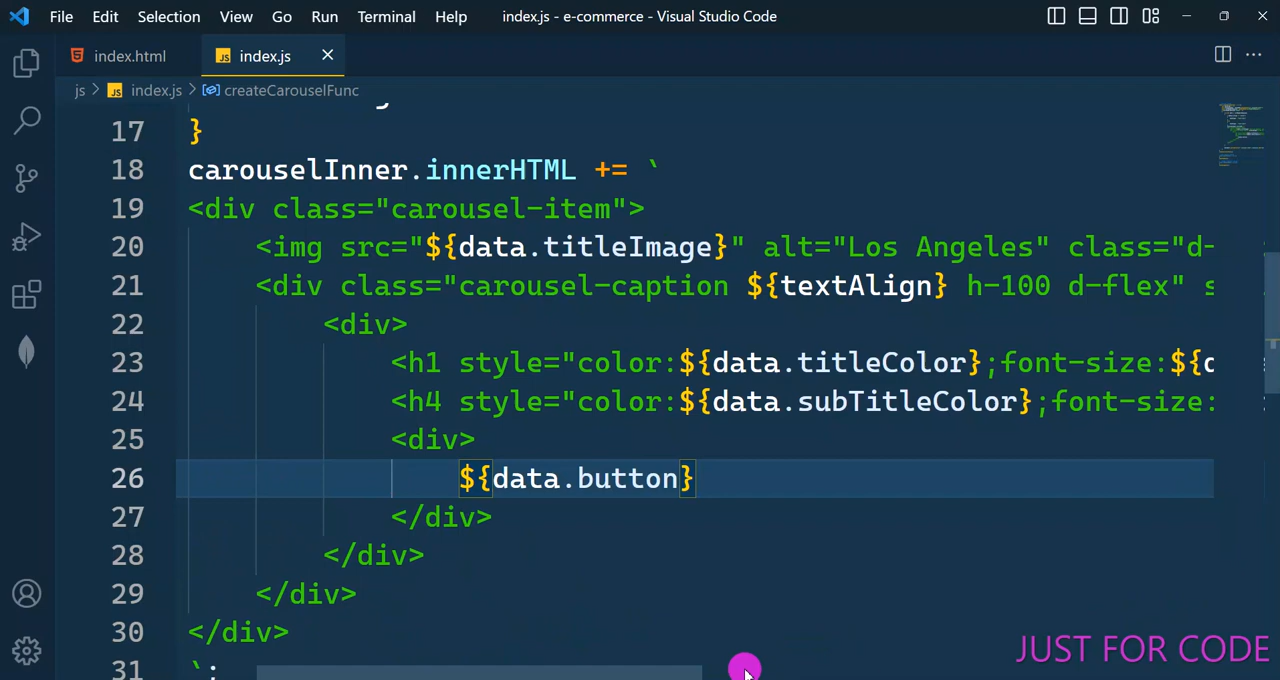 File Edit Selection View Go Run Terminal Help index.js - e-commerce - Visual Studio Code
index.html JS index.js
js > JS index.js > createCarouselFunc
17 }
18 carouselInner.innerHTML += `
19 <div class="carousel-item">
20 <img src="${data.titleImage}" alt="Los Angeles" class="d-
21 <div class="carousel-caption ${textAlign} h-100 d-flex" s
22 <div>
23 <h1 style="color:${data.titleColor};font-size:${d
24 <h4 style="color:${data.subTitleColor};font-size:
25 <div>
26 ${data.button}
27 </div>
28 </div>
29 </div>
30 </div>
31 `;
JUST FOR CODE